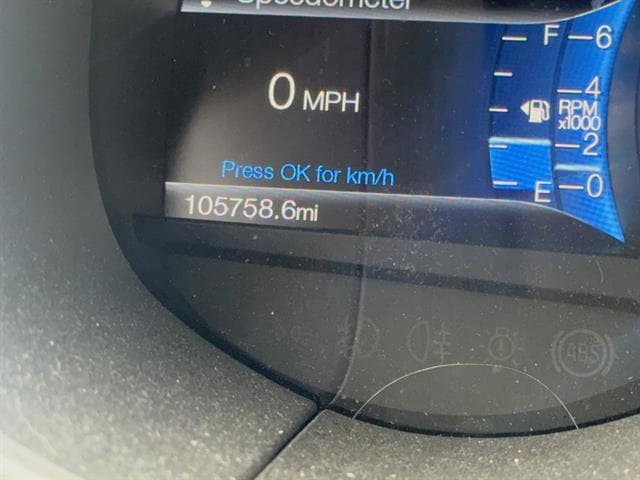 Speedometer
0 MPH
Press OK for km/h
105758.6mi
F
E
6
4
RPM
x1000
2
0
ABS